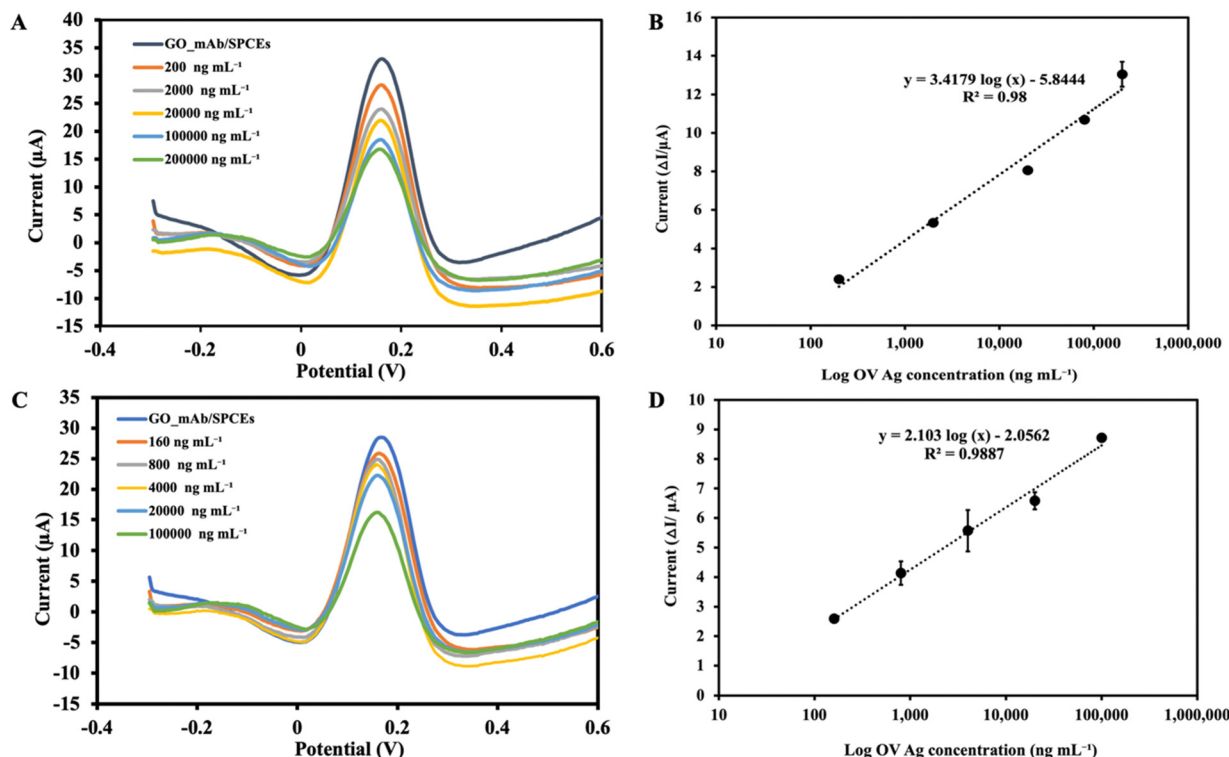 A
40
35
30
25
20
15
10
5
0
-5
-10
-15
Current (µA)
GO_mAb/SPCEs
200 ng mL⁻¹
2000 ng mL⁻¹
20000 ng mL⁻¹
100000 ng mL⁻¹
200000 ng mL⁻¹
-0.4 -0.2 0 0.2 0.4 0.6
Potential (V)
B
16
14
12
10
8
6
4
2
0
Current (ΔI/µA)
y = 3.4179 log (x) - 5.8444
R² = 0.98
10 100 1,000 10,000 100,000 1,000,000
Log OV Ag concentration (ng mL⁻¹)
C
35
30
25
20
15
10
5
0
-5
-10
-15
Current (µA)
GO_mAb/SPCEs
160 ng mL⁻¹
800 ng mL⁻¹
4000 ng mL⁻¹
20000 ng mL⁻¹
100000 ng mL⁻¹
-0.4 -0.2 0 0.2 0.4 0.6
Potential (V)
D
10
9
8
7
6
5
4
3
2
1
0
Current (ΔI/ µA)
y = 2.103 log (x) - 2.0562
R² = 0.9887
10 100 1,000 10,000 100,000 1,000,000
Log OV Ag concentration (ng mL⁻¹)